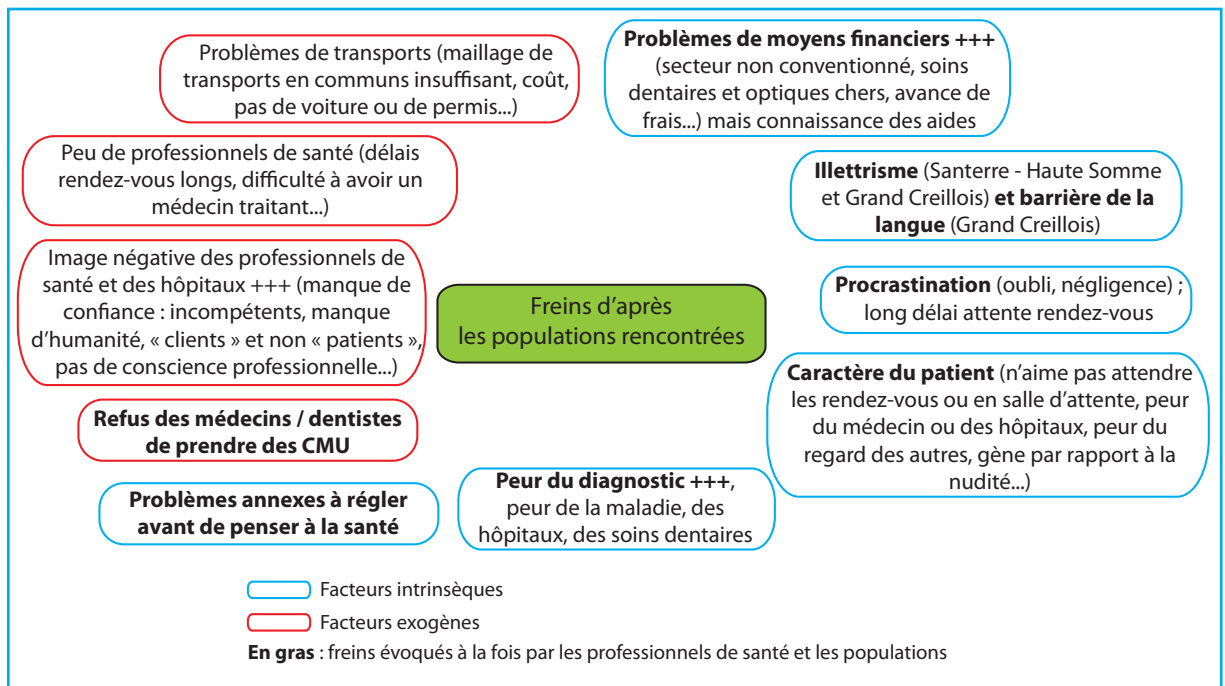 Problèmes de transports (maillage de
transports en communs insuffisant, coût,
pas de voiture ou de permis...)
Problèmes de moyens financiers +++
(secteur non conventionné, soins
dentaires et optiques chers, avance de
frais...) mais connaissance des aides
Peu de professionnels de santé (délais
rendez-vous longs, difficulté à avoir un
médecin traitant...)
Illettrisme (Santerre - Haute Somme
et Grand Creillois) et barrière de la
langue (Grand Creillois)
Image négative des professionnels de
santé et des hôpitaux +++ (manque de
confiance : incompétents, manque
d’humanité, « clients » et non « patients »,
pas de conscience professionnelle...)
Freins d’après
les populations rencontrées
Procrastination (oubli, négligence) ;
long délai attente rendez-vous
Caractère du patient (n’aime pas attendre
les rendez-vous ou en salle d’attente, peur
du médecin ou des hôpitaux, peur du
regard des autres, gène par rapport à la
nudité...)
Refus des médecins / dentistes
de prendre des CMU
Problèmes annexes à régler
avant de penser à la santé
Peur du diagnostic +++,
peur de la maladie, des
hôpitaux, des soins dentaires
Facteurs intrinsèques
Facteurs exogènes
En gras : freins évoqués à la fois par les professionnels de santé et les populations